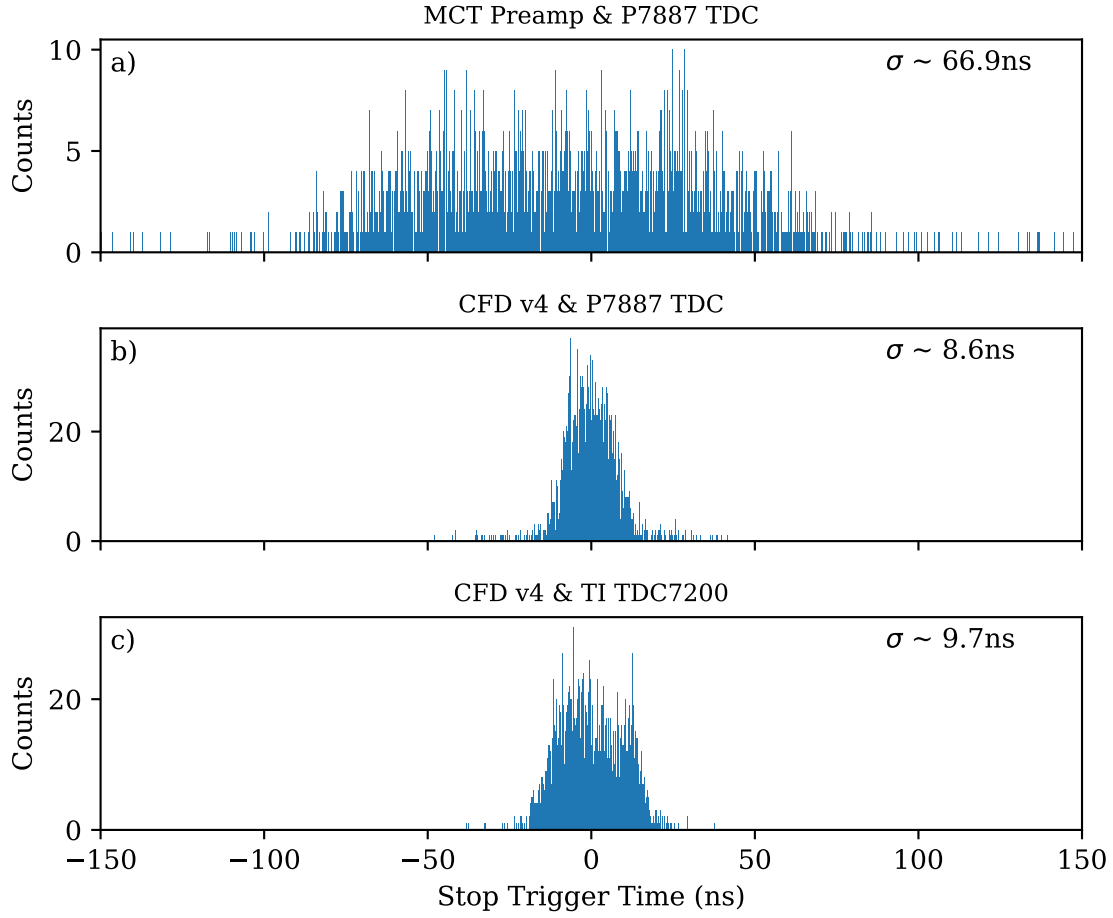 MCT Preamp & P7887 TDC
a)
σ ~ 66.9ns
Counts
10
5
0
−150
−100
−50
0
50
100
150
CFD v4 & P7887 TDC
b)
σ ~ 8.6ns
Counts
20
0
CFD v4 & TI TDC7200
c)
σ ~ 9.7ns
Counts
20
0
Stop Trigger Time (ns)